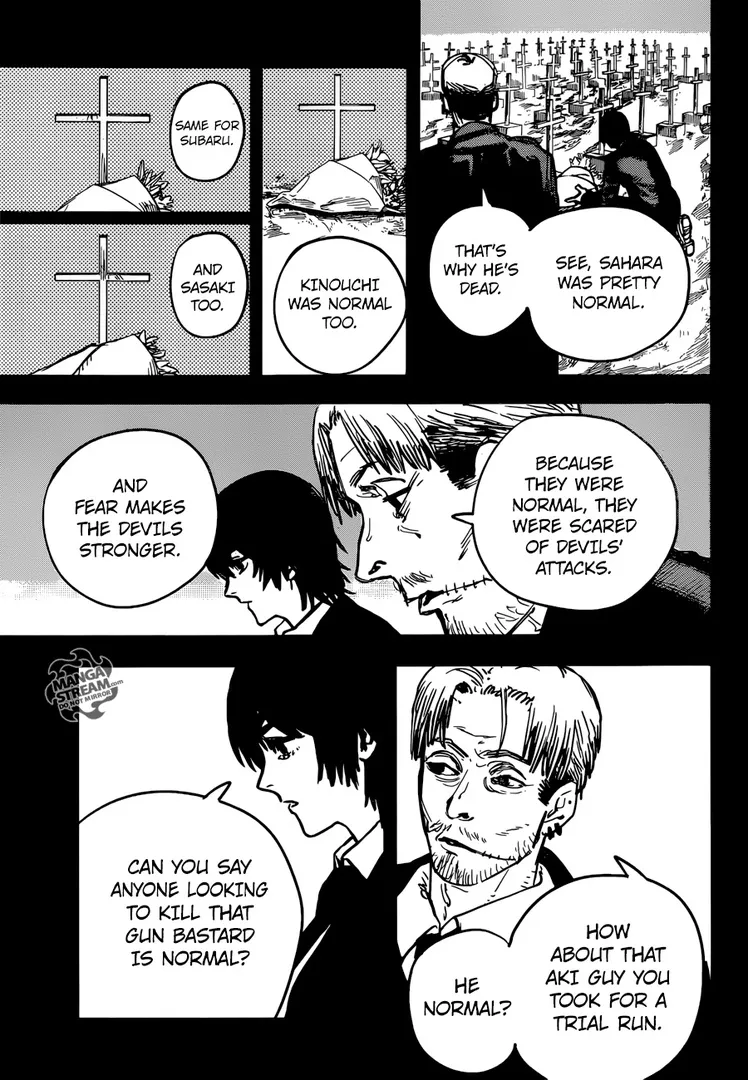 SEE, SAHARA
WAS PRETTY
NORMAL.
THAT'S
WHY HE'S
DEAD.
KINOUCHI
WAS NORMAL
TOO.
SAME FOR
SUBARU.
AND
SASAKI
TOO.
BECAUSE
THEY WERE
NORMAL, THEY
WERE SCARED
OF DEVILS'
ATTACKS.
AND
FEAR MAKES
THE DEVILS
STRONGER.
MANGA
STREAM.COM
DO NOT MIRROR
HOW
ABOUT THAT
AKI GUY YOU
TOOK FOR A
TRIAL RUN.
HE
NORMAL?
CAN YOU SAY
ANYONE LOOKING
TO KILL THAT
GUN BASTARD
IS NORMAL?